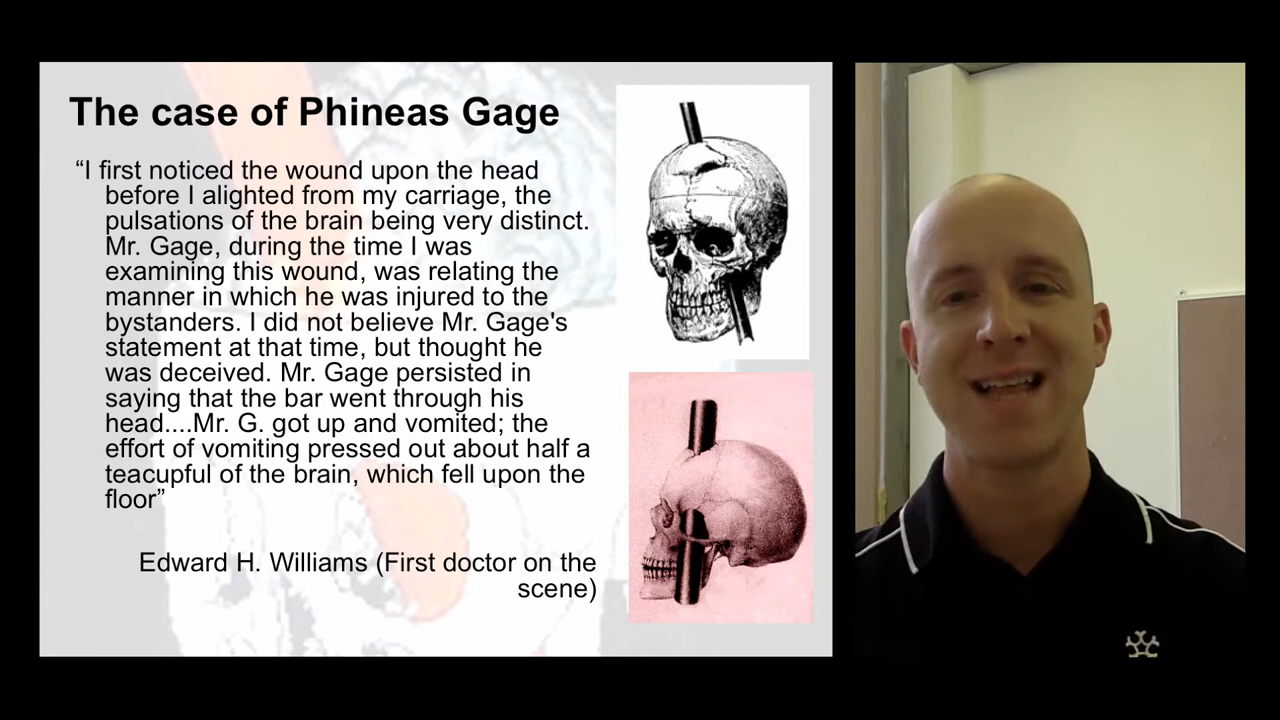 The case of Phineas Gage
“I first noticed the wound upon the head
before I alighted from my carriage, the
pulsations of the brain being very distinct.
Mr. Gage, during the time I was
examining this wound, was relating the
manner in which he was injured to the
bystanders. I did not believe Mr. Gage's
statement at that time, but thought he
was deceived. Mr. Gage persisted in
saying that the bar went through his
head....Mr. G. got up and vomited; the
effort of vomiting pressed out about half a
teacupful of the brain, which fell upon the
floor”
Edward H. Williams (First doctor on the
scene)